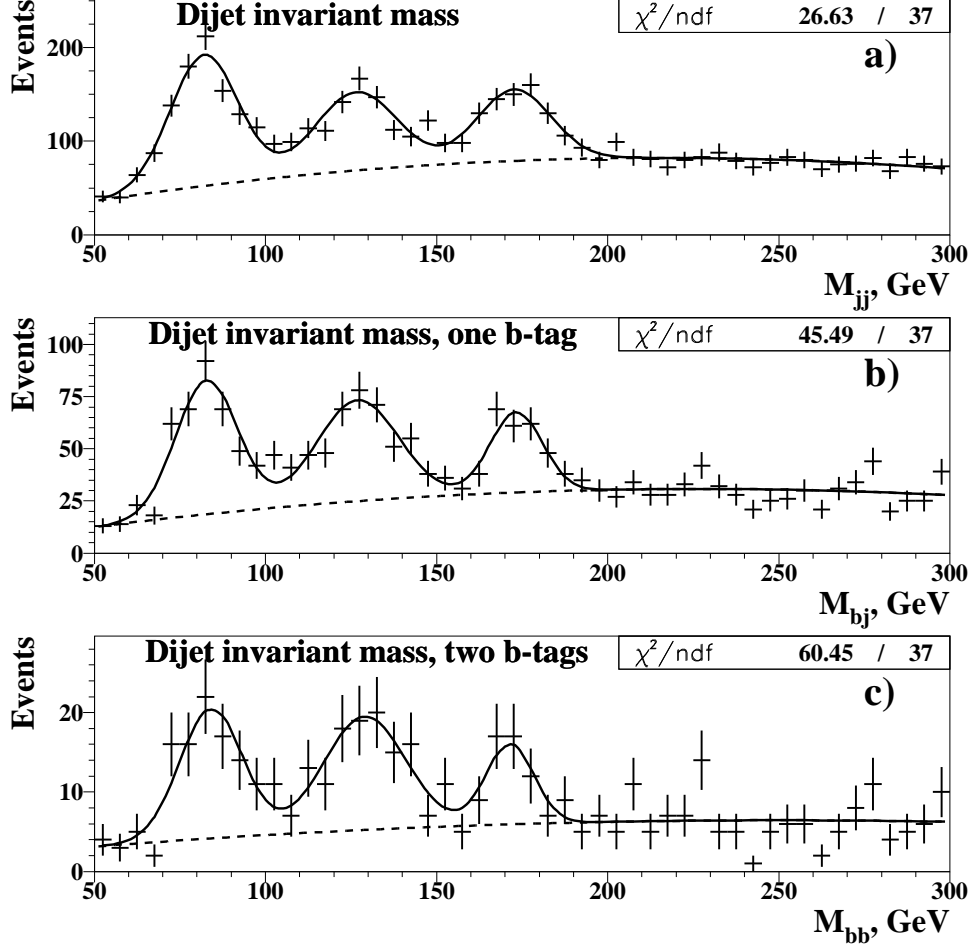 Dijet invariant mass
χ²/ndf 26.63 / 37
a)
Events
200
100
0
50 100 150 200 250 300
M_jj, GeV
Dijet invariant mass, one b-tag
χ²/ndf 45.49 / 37
b)
Events
100
75
50
25
0
50 100 150 200 250 300
M_bj, GeV
Dijet invariant mass, two b-tags
χ²/ndf 60.45 / 37
c)
Events
20
10
0
50 100 150 200 250 300
M_bb, GeV